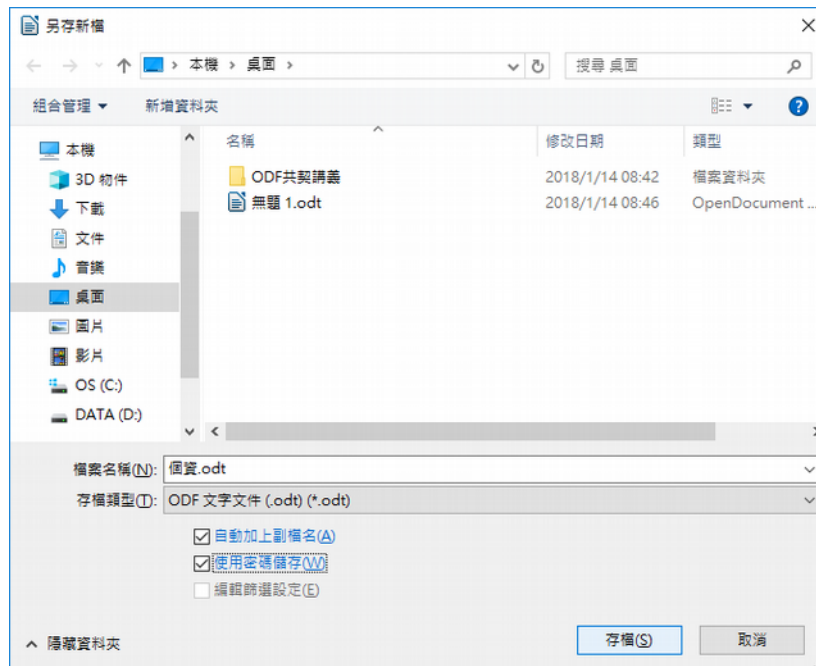 另存新檔
本機 › 桌面 ›
搜尋 桌面
組合管理 新增資料夾
名稱 修改日期 類型
本機
3D 物件
下載
文件
音樂
桌面
圖片
影片
OS (C:)
DATA (D:)
ODF共契講義 2018/1/14 08:42 檔案資料夾
無題 1.odt 2018/1/14 08:46 OpenDocument ...
檔案名稱(N): 個資.odt
存檔類型(T): ODF 文字文件 (.odt) (*.odt)
自動加上副檔名(A)
使用密碼儲存(W)
編輯篩選設定(E)
隱藏資料夾
存檔(S) 取消